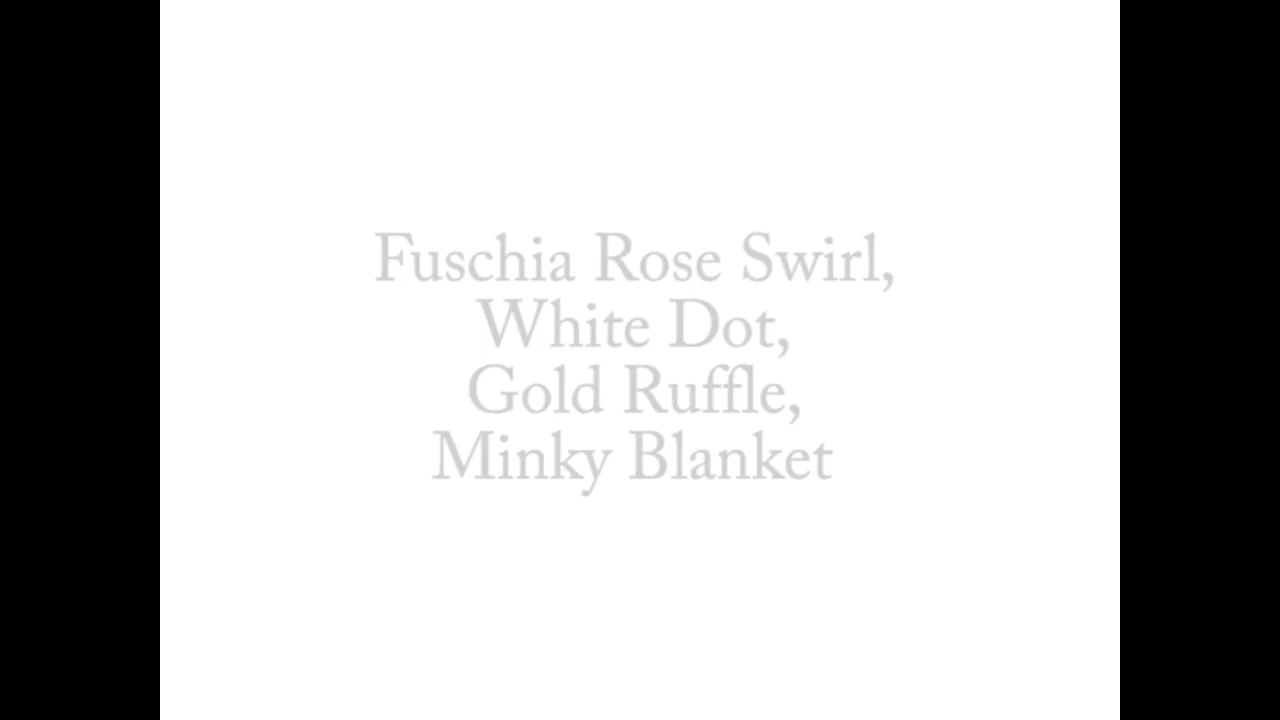 Fuschia Rose Swirl,
White Dot,
Gold Ruffle,
Minky Blanket